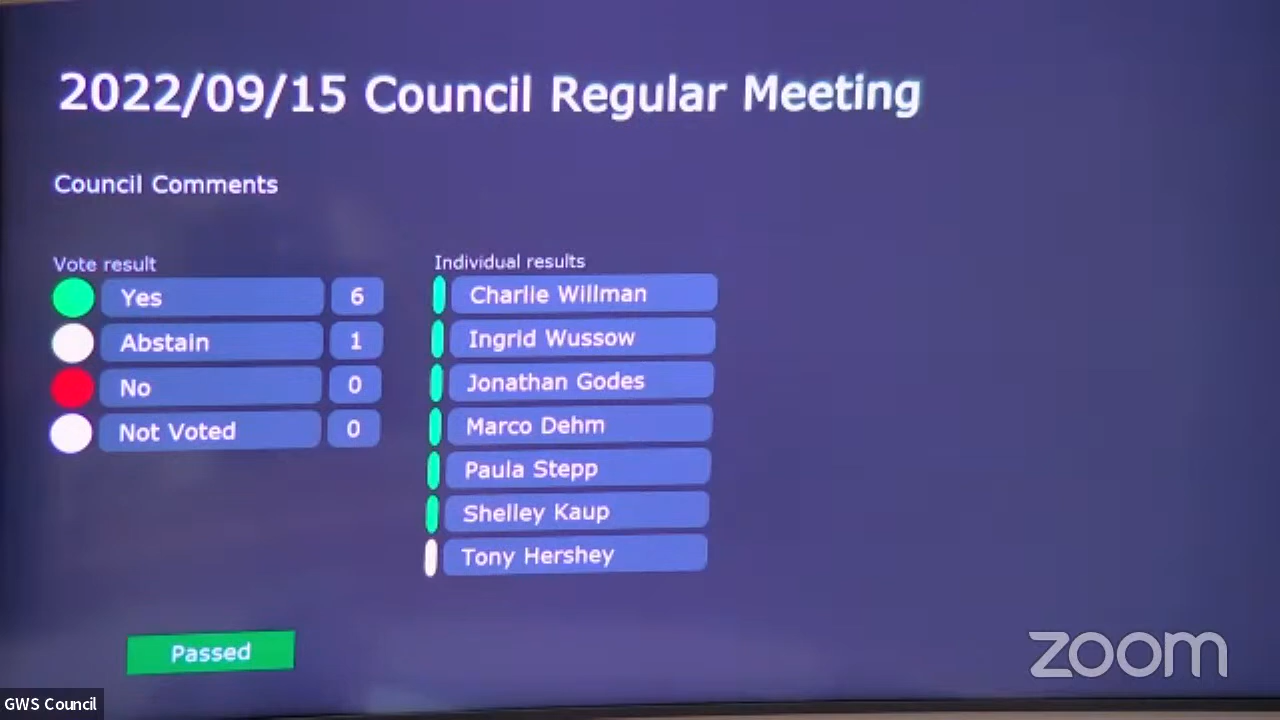 2022/09/15 Council Regular Meeting
Council Comments
Vote result
Yes 6
Abstain 1
No 0
Not Voted 0
Individual results
Charlie Willman
Ingrid Wussow
Jonathan Godes
Marco Dehm
Paula Stepp
Shelley Kaup
Tony Hershey
Passed
zoom
GWS Council